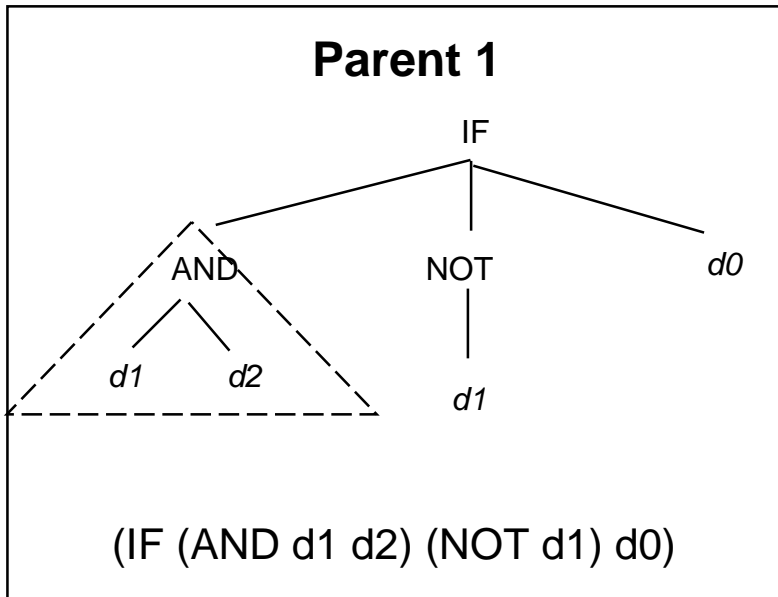 Parent 1
IF
AND NOT d0
d1 d2 d1
(IF (AND d1 d2) (NOT d1) d0)